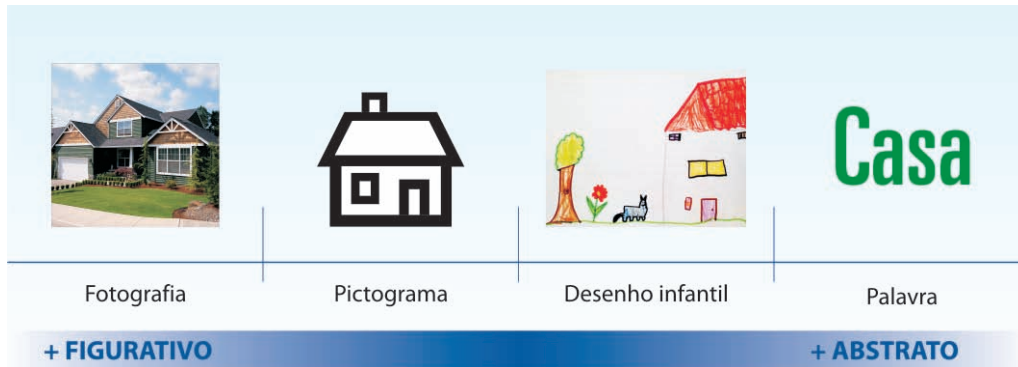 Casa
Fotografia Pictograma Desenho infantil Palavra
+ FIGURATIVO + ABSTRATO